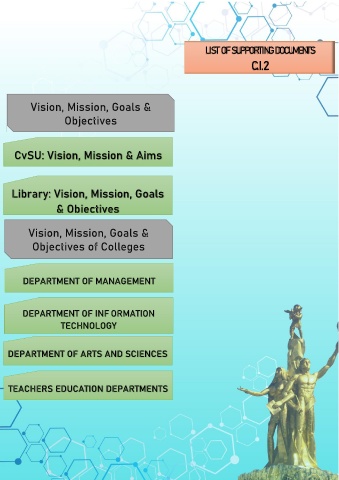 LIST OF SUPPORTING DOCUMENTS
C.I.2
Vision, Mission, Goals &
Objectives
CvSU: Vision, Mission & Aims
Library: Vision, Mission, Goals
& Objectives
Vision, Mission, Goals &
Objectives of Colleges
DEPARTMENT OF MANAGEMENT
DEPARTMENT OF INF ORMATION
TECHNOLOGY
DEPARTMENT OF ARTS AND SCIENCES
TEACHERS EDUCATION DEPARTMENTS